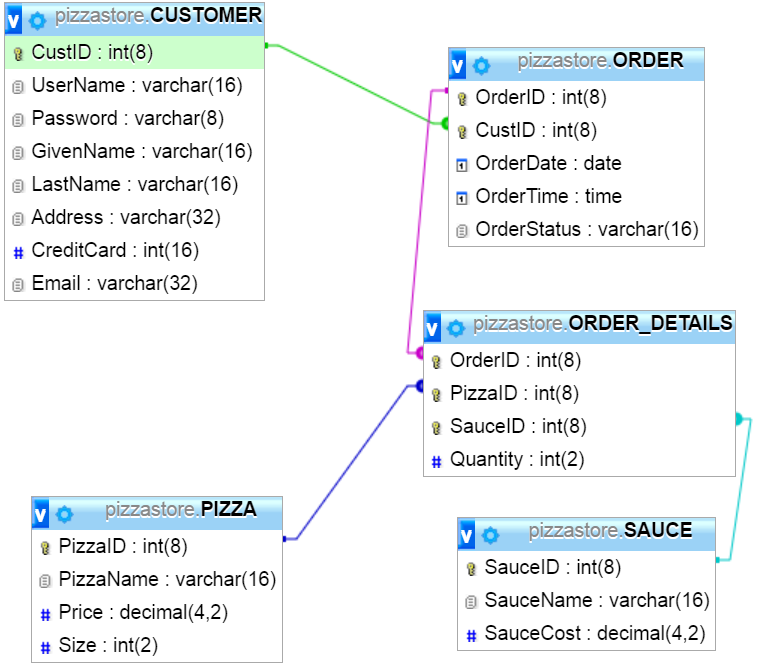 pizzastore.CUSTOMER
CustID : int(8)
UserName : varchar(16)
Password : varchar(8)
GivenName : varchar(16)
LastName : varchar(16)
Address : varchar(32)
CreditCard : int(16)
Email : varchar(32)
pizzastore.ORDER
OrderID : int(8)
CustID : int(8)
OrderDate : date
OrderTime : time
OrderStatus : varchar(16)
pizzastore.ORDER_DETAILS
OrderID : int(8)
PizzaID : int(8)
SauceID : int(8)
Quantity : int(2)
pizzastore.PIZZA
PizzaID : int(8)
PizzaName : varchar(16)
Price : decimal(4,2)
Size : int(2)
pizzastore.SAUCE
SauceID : int(8)
SauceName : varchar(16)
SauceCost : decimal(4,2)